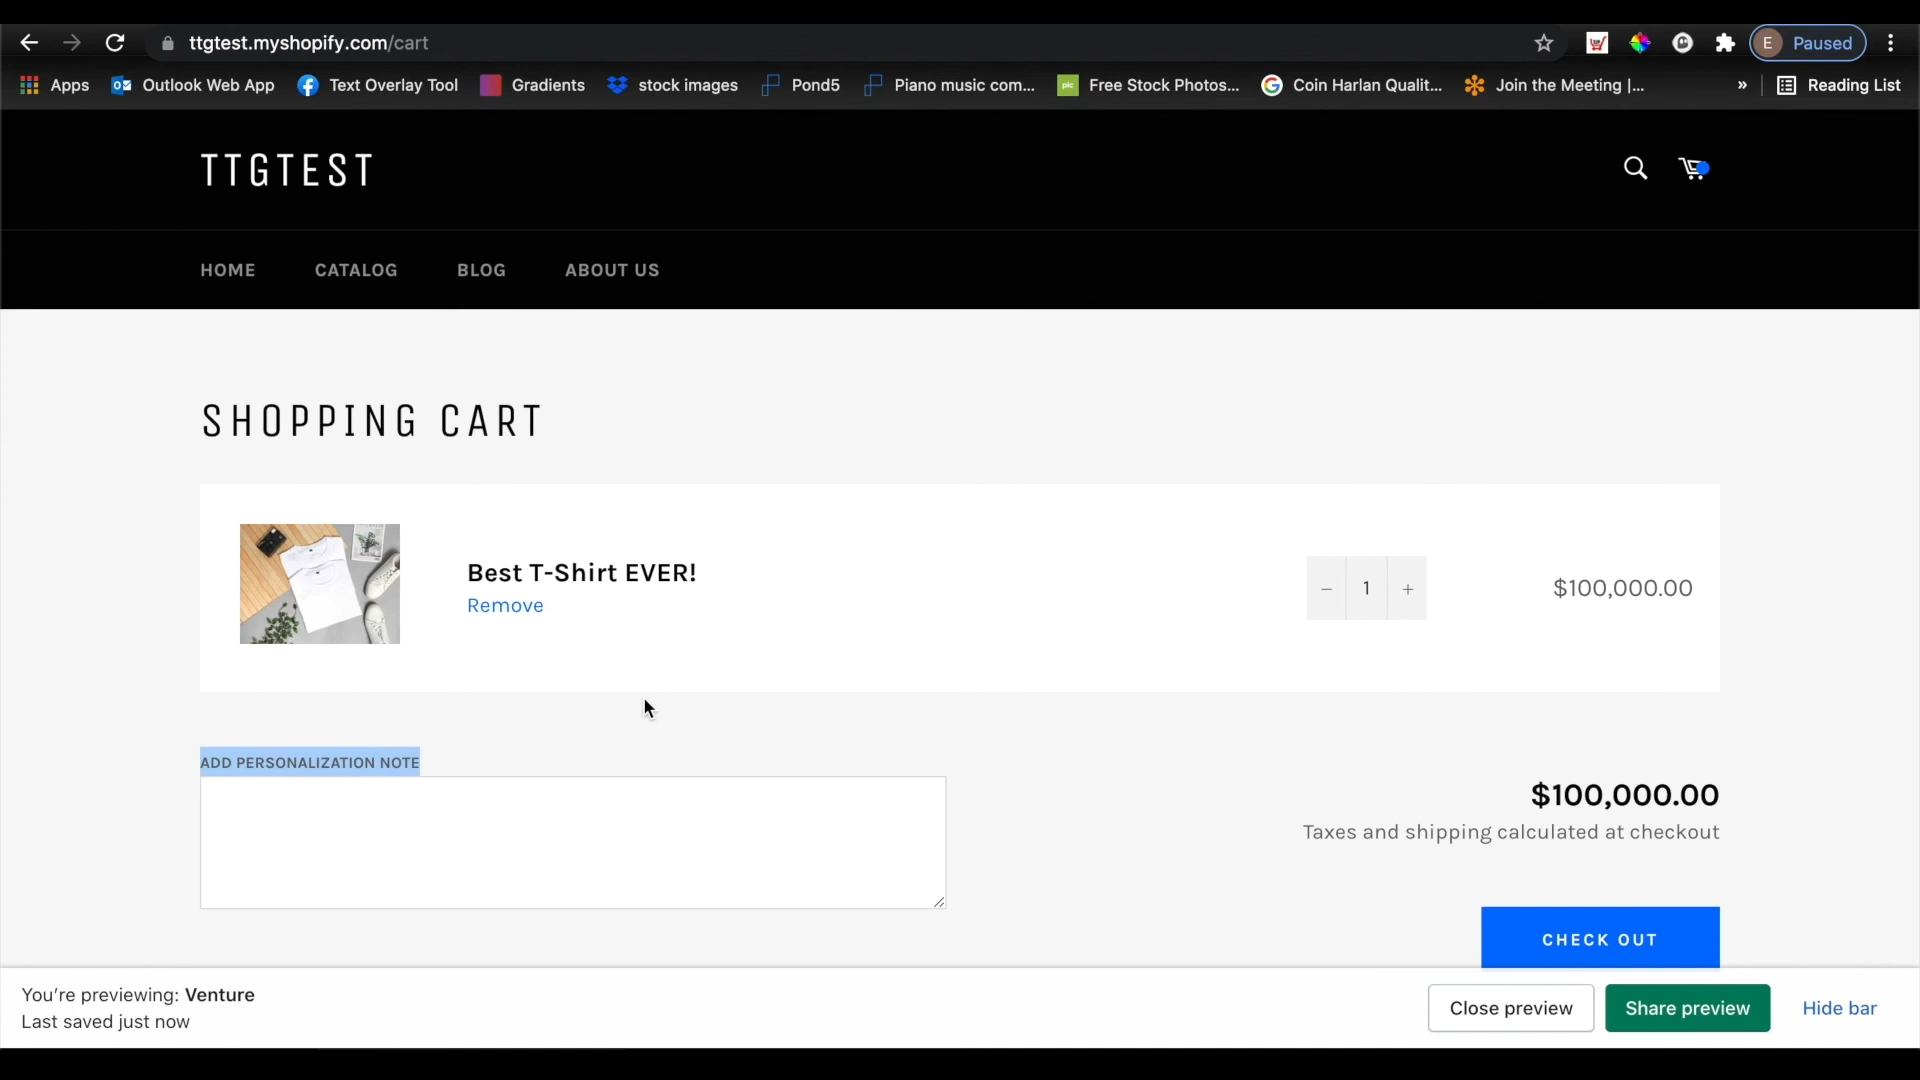 ttgtest.myshopify.com/cart
E Paused
Apps Outlook Web App Text Overlay Tool Gradients stock images Pond5 Piano music com... pic Free Stock Photos... Coin Harlan Qualit... Join the Meeting |... » Reading List
TTGTEST
HOME CATALOG BLOG ABOUT US
SHOPPING CART
Best T-Shirt EVER!
Remove
− 1 +
$100,000.00
ADD PERSONALIZATION NOTE
$100,000.00
Taxes and shipping calculated at checkout
CHECK OUT
You're previewing: Venture
Last saved just now
Close preview Share preview Hide bar